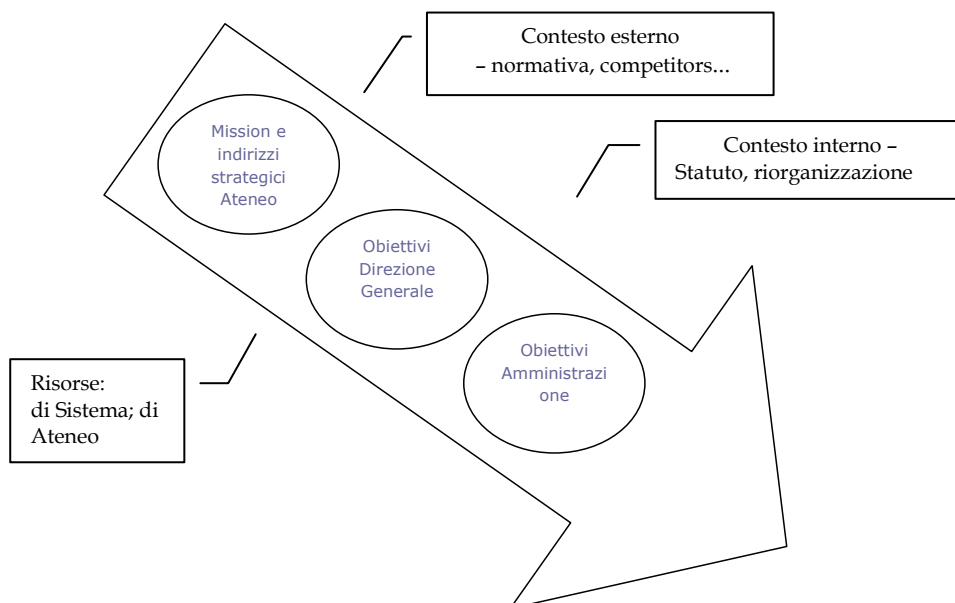 Contesto esterno
– normativa, competitors...
Contesto interno –
Statuto, riorganizzazione
Mission e
indirizzi
strategici
Ateneo
Obiettivi
Direzione
Generale
Obiettivi
Amministrazi
one
Risorse:
di Sistema; di
Ateneo